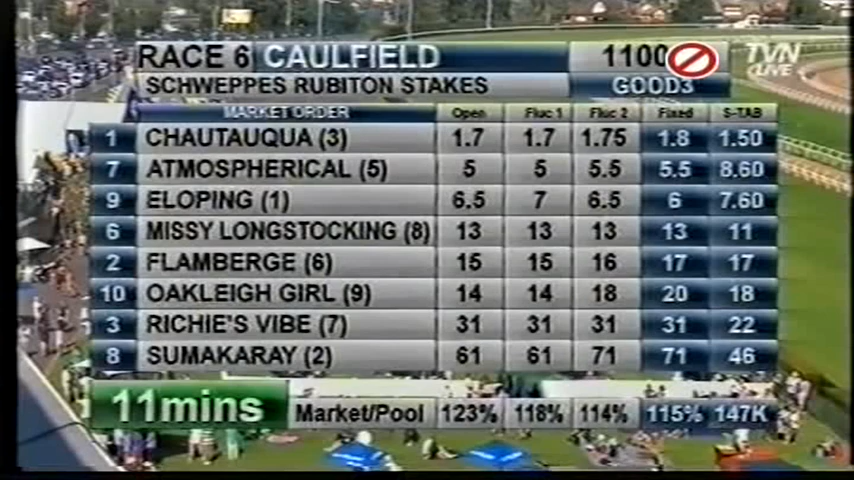 RACE 6 CAULFIELD 1100 TVN
SCHWEPPES RUBITON STAKES GOOD3 LIVE
MARKET ORDER Open Fluc 1 Fluc 2 Fixed S-TAB
1 CHAUTAUQUA (3) 1.7 1.7 1.75 1.8 1.50
7 ATMOSPHERICAL (5) 5 5 5.5 5.5 8.60
9 ELOPING (1) 6.5 7 6.5 6 7.60
6 MISSY LONGSTOCKING (8) 13 13 13 13 11
2 FLAMBERGE (6) 15 15 16 17 17
10 OAKLEIGH GIRL (9) 14 14 18 20 18
3 RICHIE'S VIBE (7) 31 31 31 31 22
8 SUMAKARAY (2) 61 61 71 71 46
11mins Market/Pool 123% 118% 114% 115% 147K